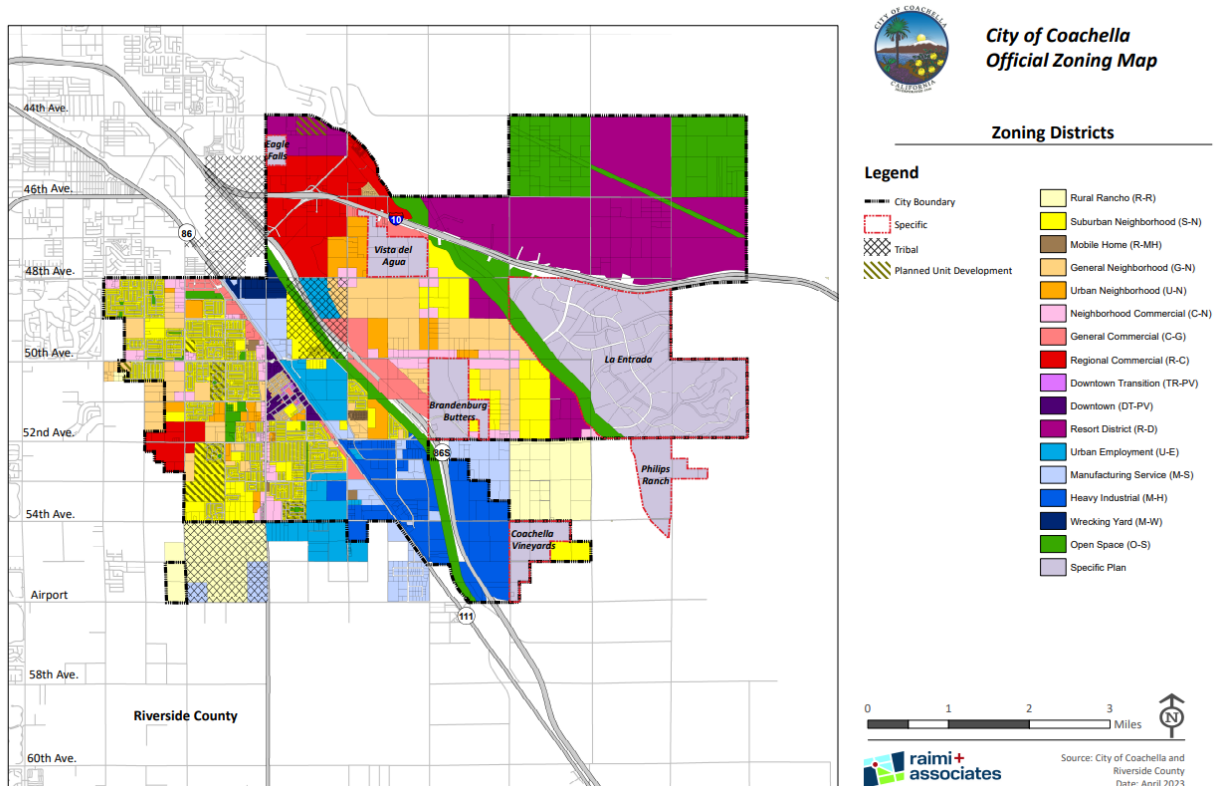 CITY OF COACHELLA
CALIFORNIA
City of Coachella
Official Zoning Map
Zoning Districts
Legend
City Boundary
Specific
Tribal
Planned Unit Development
Rural Rancho (R-R)
Suburban Neighborhood (S-N)
Mobile Home (R-MH)
General Neighborhood (G-N)
Urban Neighborhood (U-N)
Neighborhood Commercial (C-N)
General Commercial (C-G)
Regional Commercial (R-C)
Downtown Transition (TR-PV)
Downtown (DT-PV)
Resort District (R-D)
Urban Employment (U-E)
Manufacturing Service (M-S)
Heavy Industrial (M-H)
Wrecking Yard (M-W)
Open Space (O-S)
Specific Plan
44th Ave.
Eagle
Falls
46th Ave.
10
86
Vista del
Agua
48th Ave.
50th Ave.
La Entrada
Brandenburg
Butters
52nd Ave.
86S
Philips
Ranch
54th Ave.
Coachella
Vineyards
Airport
111
58th Ave.
Riverside County
60th Ave.
0 1 2 3
Miles
N
raimi+
associates
Source: City of Coachella and
Riverside County
Date: April 2023